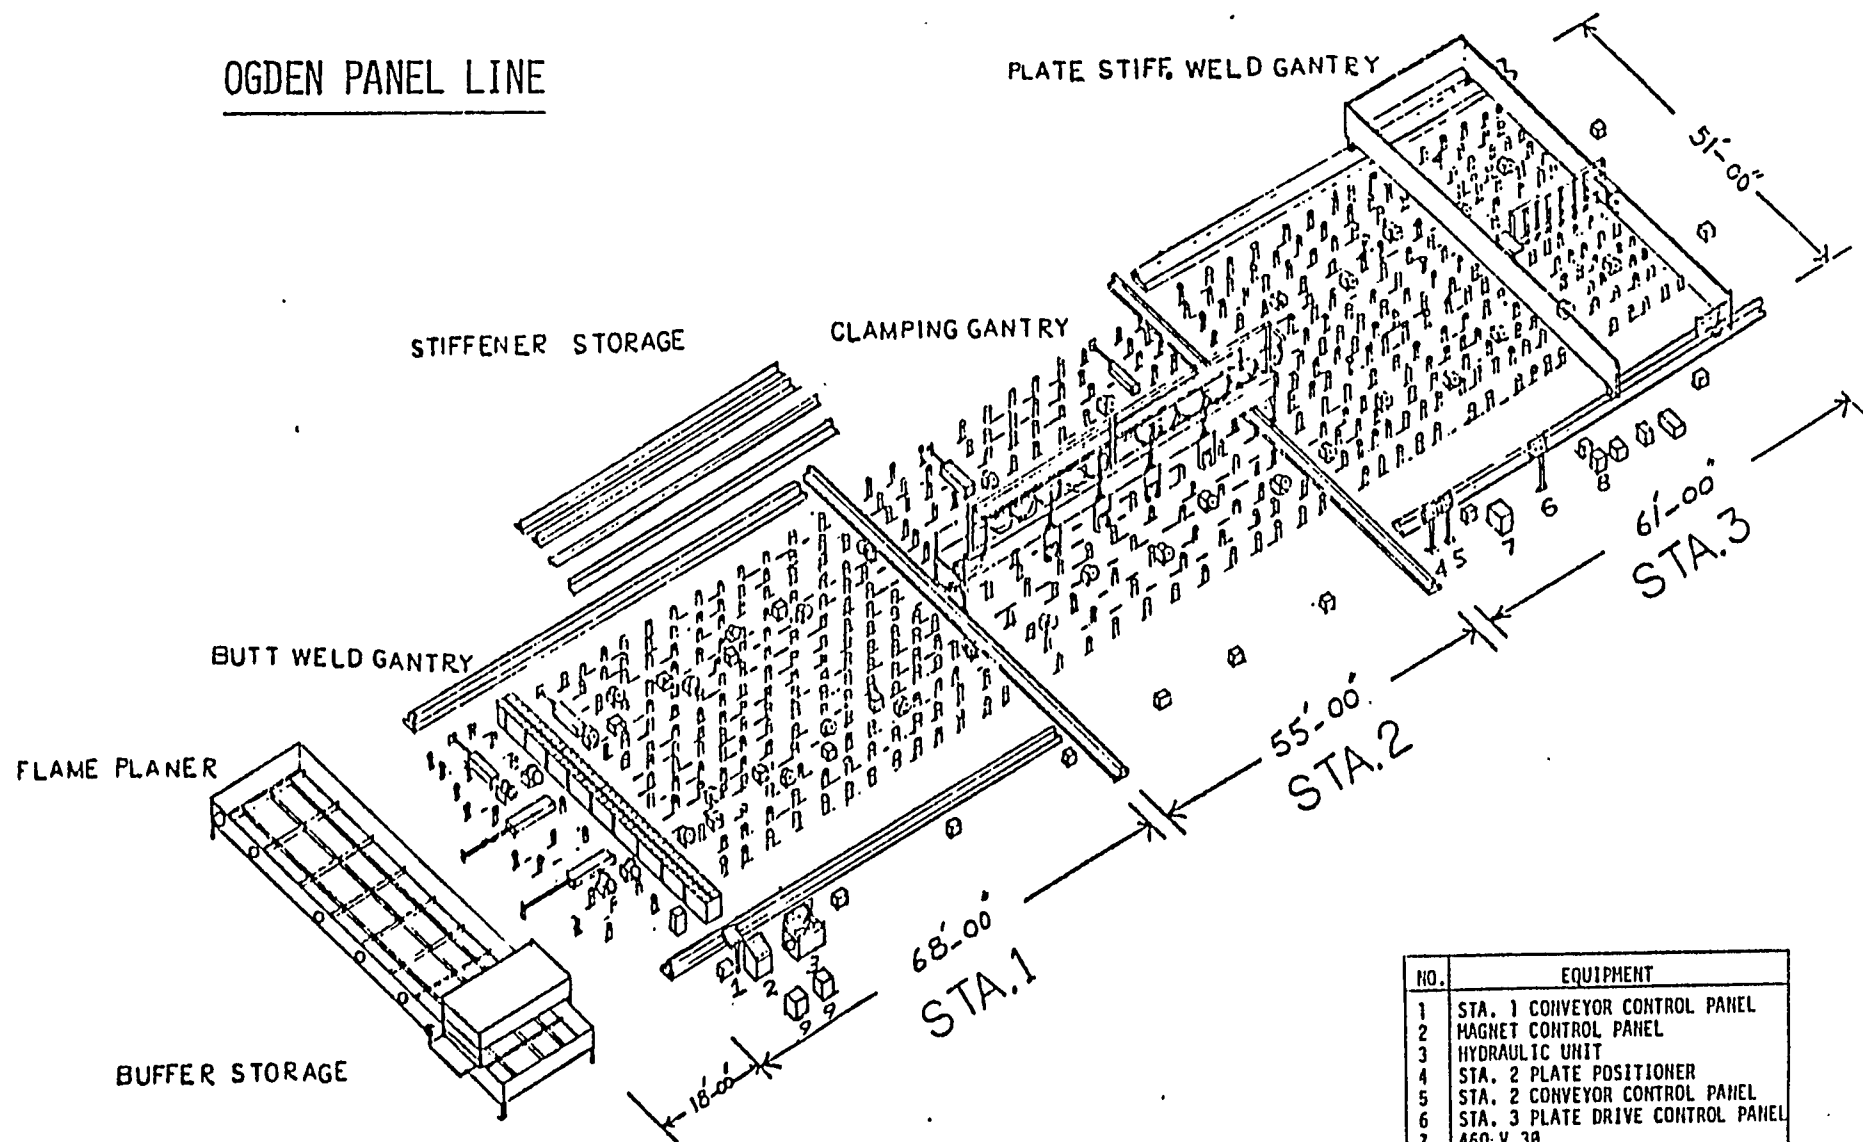 OGDEN PANEL LINE
PLATE STIFF. WELD GANTRY
51'-00"
STIFFENER STORAGE
CLAMPING GANTRY
BUTT WELD GANTRY
FLAME PLANER
BUFFER STORAGE
4 5
7
6
8
61'-00"
STA.3
55'-00"
STA.2
68'-00"
STA.1
1 2 3
9 9
18'-00"
NO. EQUIPMENT
1 STA. 1 CONVEYOR CONTROL PANEL
2 MAGNET CONTROL PANEL
3 HYDRAULIC UNIT
4 STA. 2 PLATE POSITIONER
5 STA. 2 CONVEYOR CONTROL PANEL
6 STA. 3 PLATE DRIVE CONTROL PANEL
7 460 V 30